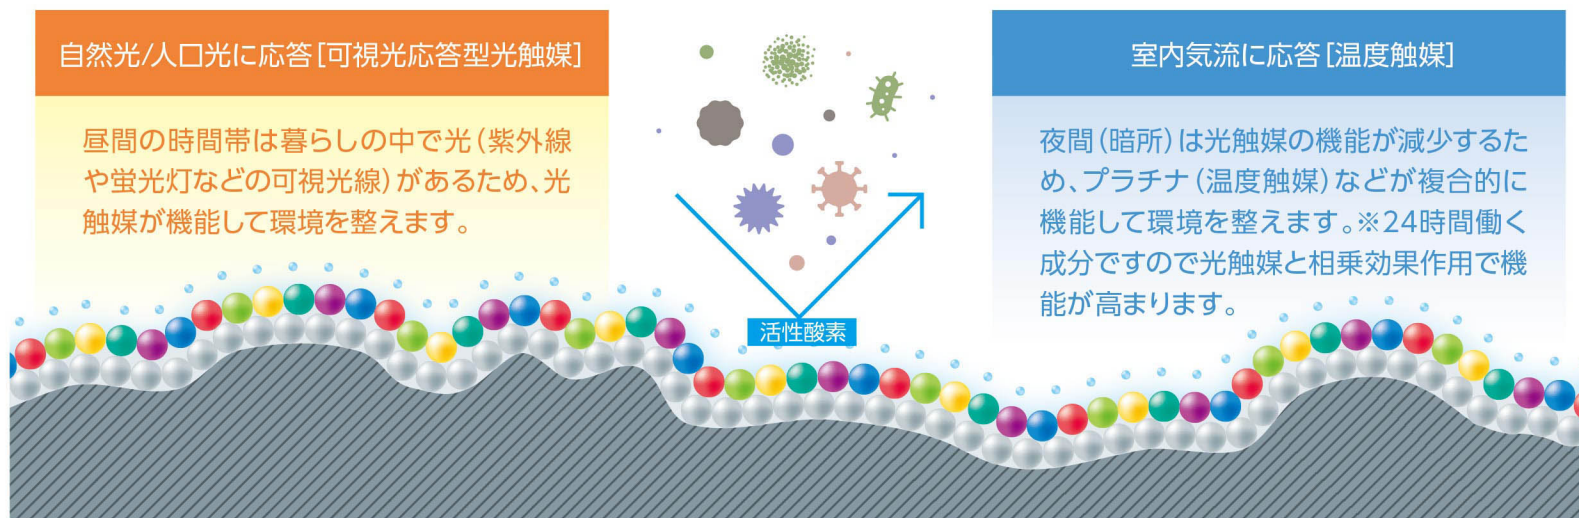 自然光/人口光に応答[可視光応答型光触媒]
昼間の時間帯は暮らしの中で光(紫外線
や蛍光灯などの可視光線)があるため、光
触媒が機能して環境を整えます。
活性酸素
室内気流に応答[温度触媒]
夜間(暗所)は光触媒の機能が減少するた
め、プラチナ(温度触媒)などが複合的に
機能して環境を整えます。※24時間働く
成分ですので光触媒と相乗効果作用で機
能が高まります。